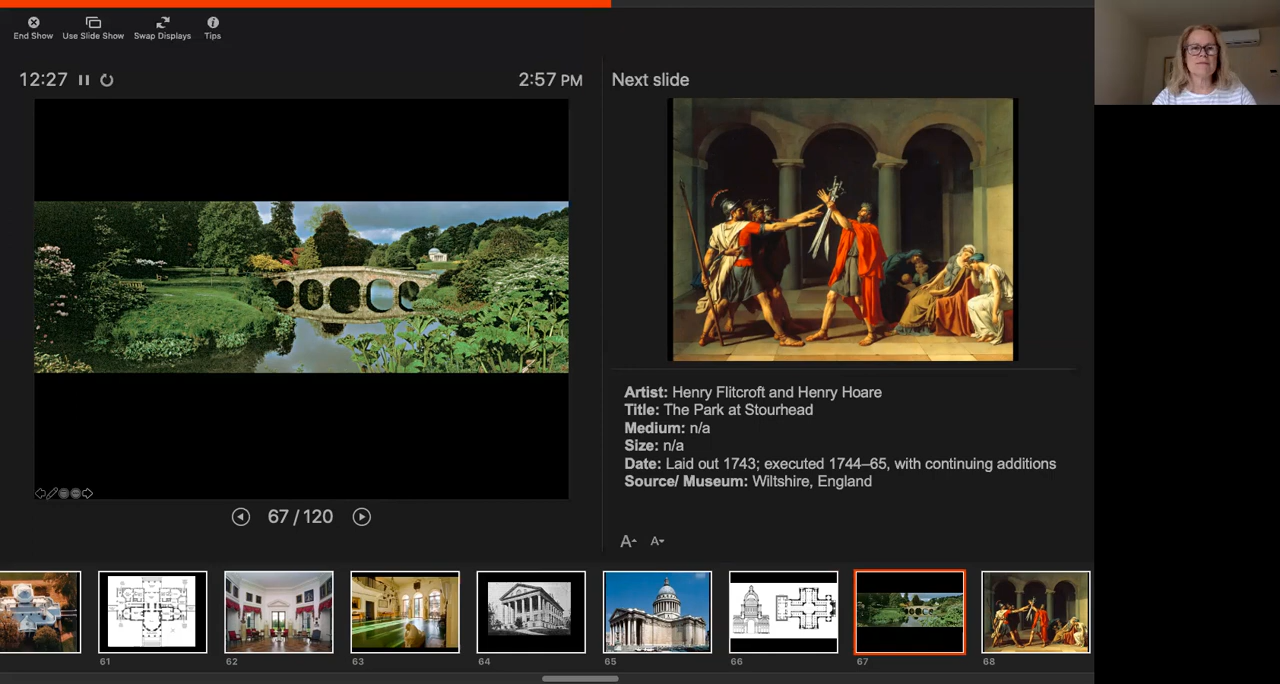 End Show
Use Slide Show
Swap Displays
Tips
12:27
2:57 PM
Next slide
Artist: Henry Flitcroft and Henry Hoare
Title: The Park at Stourhead
Medium: n/a
Size: n/a
Date: Laid out 1743; executed 1744–65, with continuing additions
Source/ Museum: Wiltshire, England
67 / 120
A A
61
62
63
64
65
66
67
68